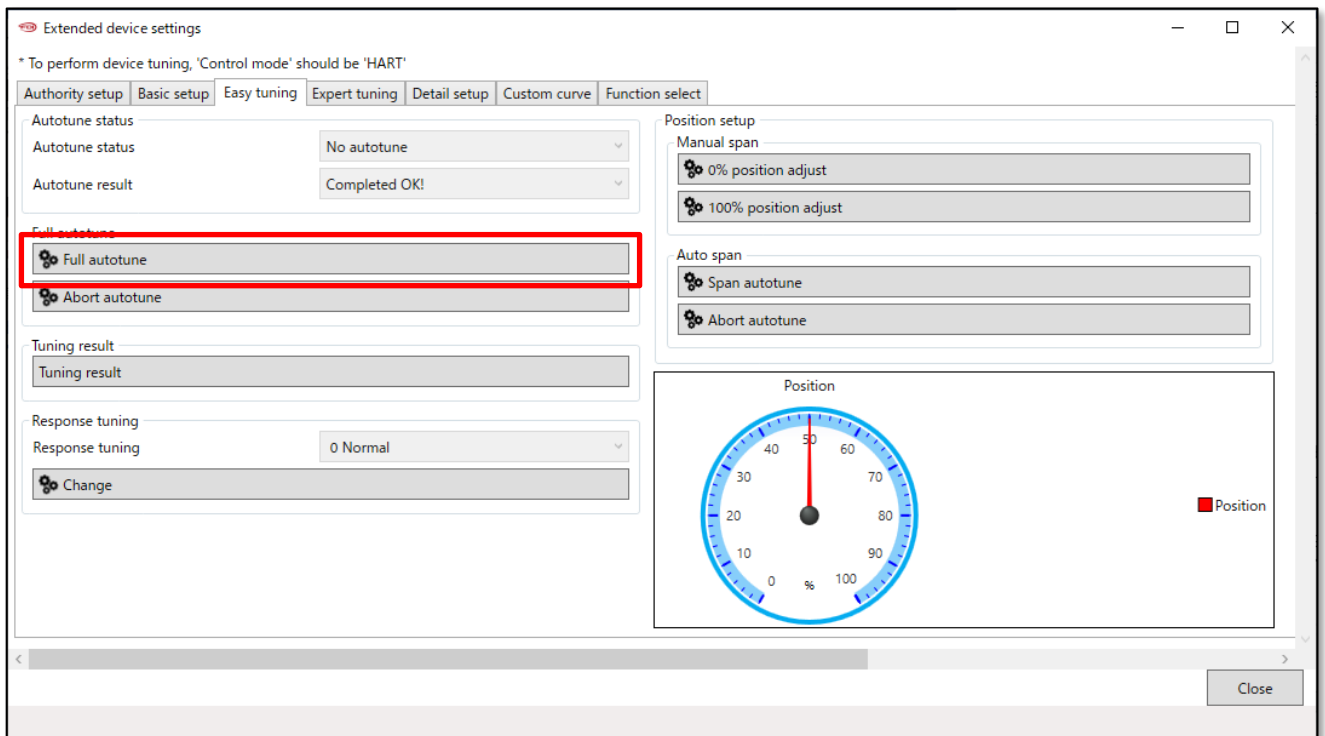 Extended device settings
* To perform device tuning, 'Control mode' should be 'HART'
Authority setup Basic setup Easy tuning Expert tuning Detail setup Custom curve Function select
Autotune status
Autotune status No autotune
Autotune result Completed OK!
Full autotune
Full autotune
Abort autotune
Tuning result
Tuning result
Response tuning
Response tuning 0 Normal
Change
Position setup
Manual span
0% position adjust
100% position adjust
Auto span
Span autotune
Abort autotune
Position
50
40 60
30 70
20 80
10 90
0 % 100
Position
Close